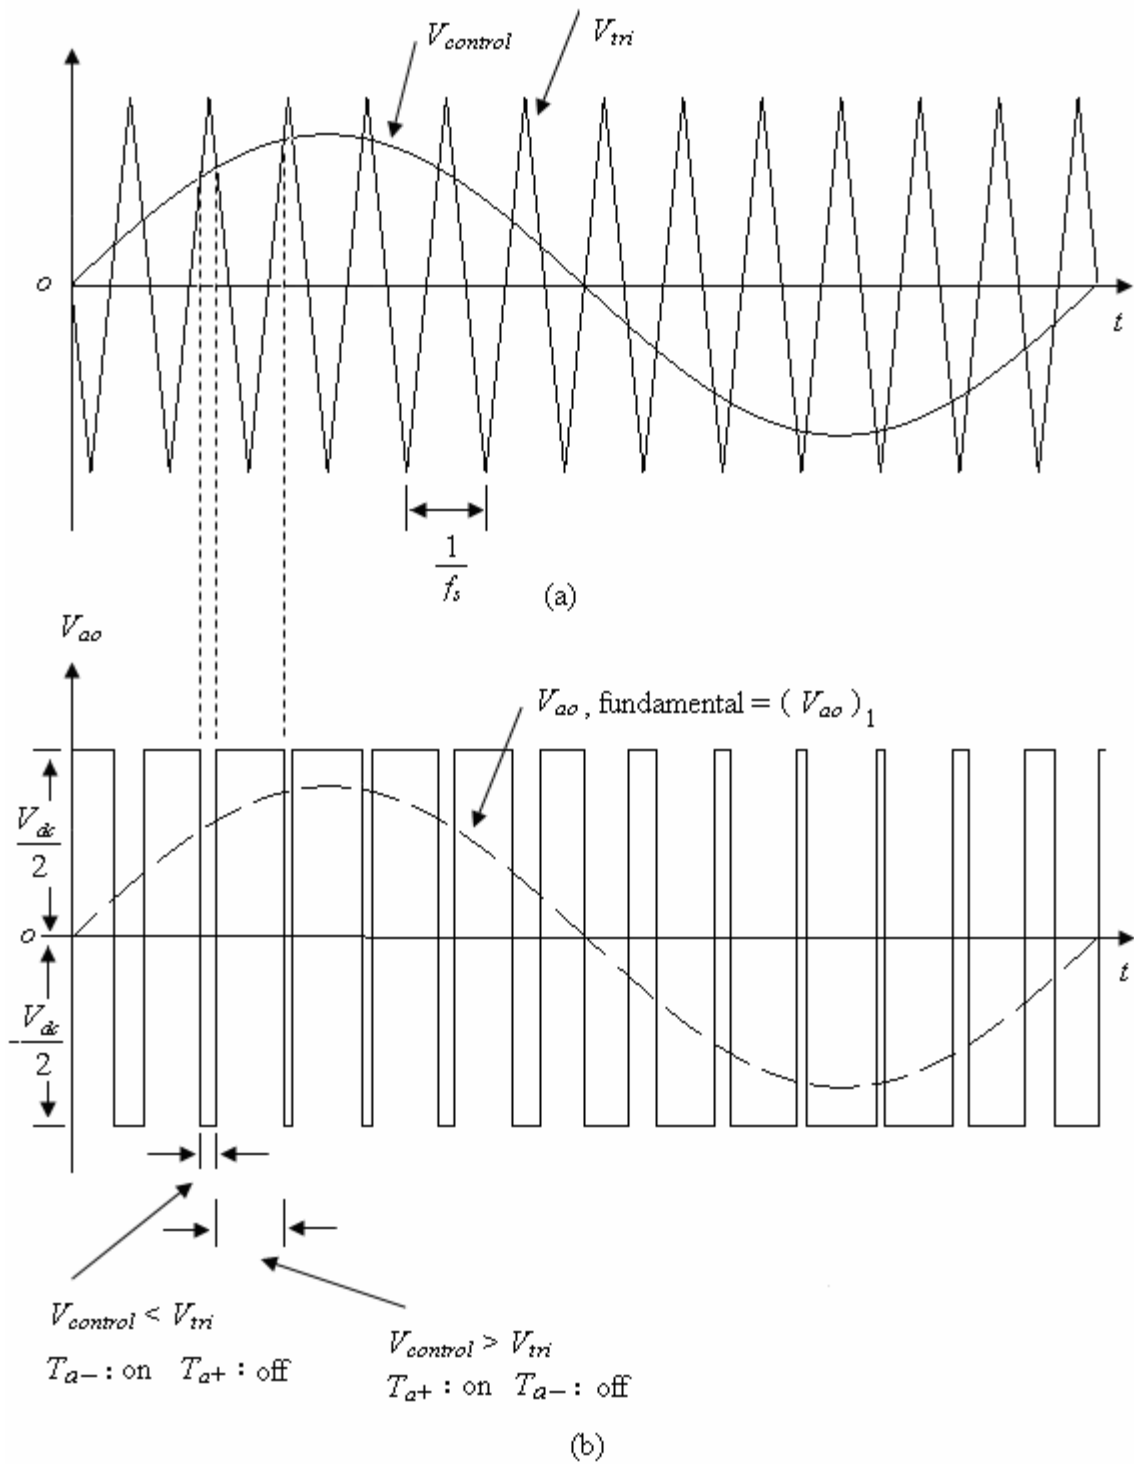 V_control
V_tri
o
t
1
f_s
(a)
V_ao
V_ao , fundamental = ( V_ao )_1
V_dc
2
o
t
- V_dc
2
V_control < V_tri
T_a− : on T_a+ : off
V_control > V_tri
T_a+ : on T_a− : off
(b)